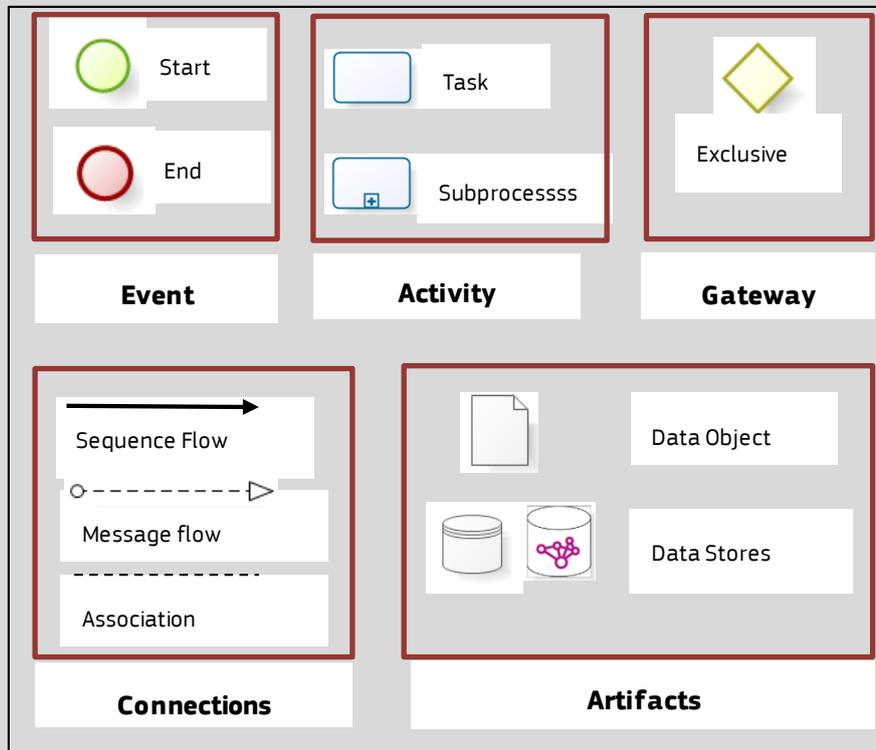 Start
End
Event
Task
Subprocessss
Activity
Exclusive
Gateway
Sequence Flow
Message flow
Association
Connections
Data Object
Data Stores
Artifacts